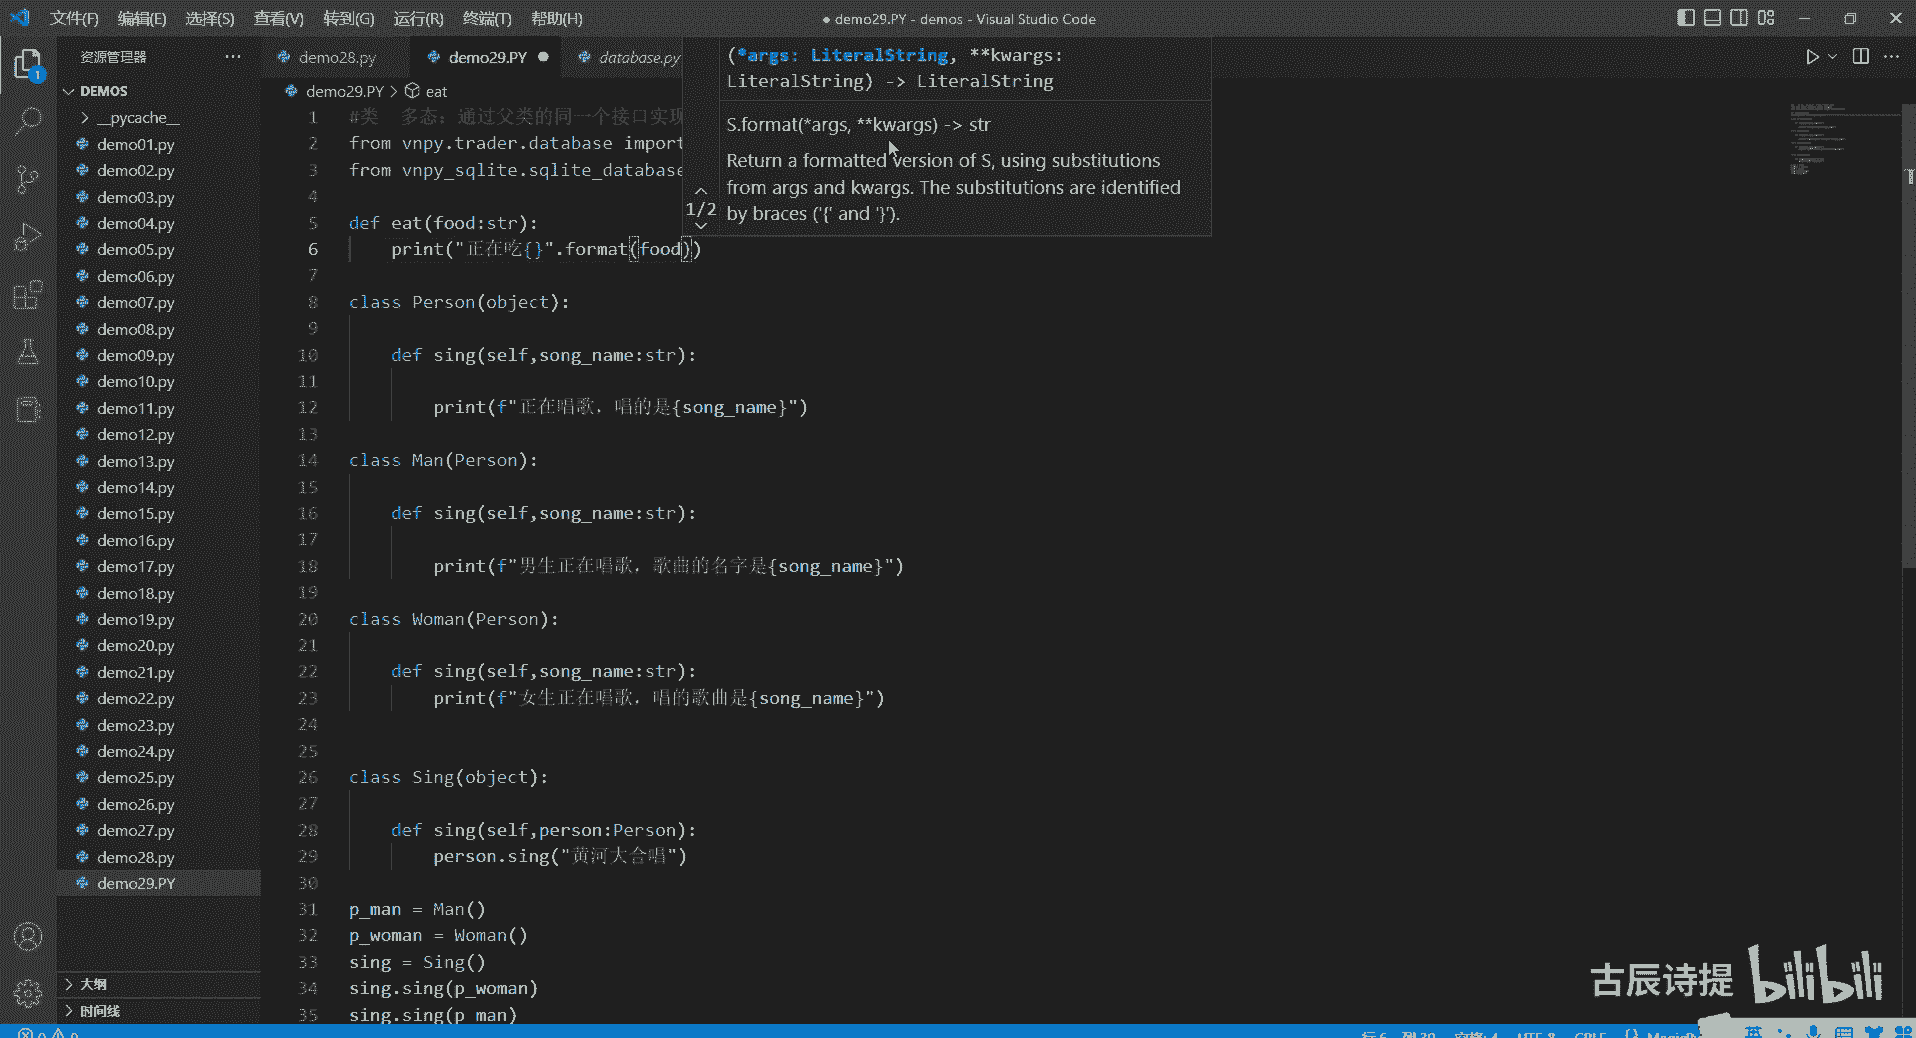 文件(F) 编辑(E) 选择(S) 查看(V) 转到(G) 运行(R) 终端(T) 帮助(H)
● demo29.PY - demos - Visual Studio Code
资源管理器 ···
demo28.py demo29.PY ● database.py
demo29.PY > eat
DEMOS
__pycache__
demo01.py
demo02.py
demo03.py
demo04.py
demo05.py
demo06.py
demo07.py
demo08.py
demo09.py
demo10.py
demo11.py
demo12.py
demo13.py
demo14.py
demo15.py
demo16.py
demo17.py
demo18.py
demo19.py
demo20.py
demo21.py
demo22.py
demo23.py
demo24.py
demo25.py
demo26.py
demo27.py
demo28.py
demo29.PY
大纲
时间线
1
(*args: LiteralString, **kwargs:
LiteralString) -> LiteralString
S.format(*args, **kwargs) -> str
Return a formatted version of S, using substitutions
from args and kwargs. The substitutions are identified
by braces ('{' and '}').
1/2
1 #类 多态: 通过父类的同一个接口实现
2 from vnpy.trader.database import
3 from vnpy_sqlite.sqlite_database
4
5 def eat(food:str):
6 print("正在吃{}".format(food))
7
8 class Person(object):
9
10 def sing(self,song_name:str):
11
12 print(f"正在唱歌，唱的是{song_name}")
13
14 class Man(Person):
15
16 def sing(self,song_name:str):
17
18 print(f"男生正在唱歌，歌曲的名字是{song_name}")
19
20 class Woman(Person):
21
22 def sing(self,song_name:str):
23 print(f"女生正在唱歌，唱的歌曲是{song_name}")
24
25
26 class Sing(object):
27
28 def sing(self,person:Person):
29 person.sing("黄河大合唱")
30
31 p_man = Man()
32 p_woman = Woman()
33 sing = Sing()
34 sing.sing(p_woman)
35 sing.sing(p_man)
古辰诗提 bilibili
英